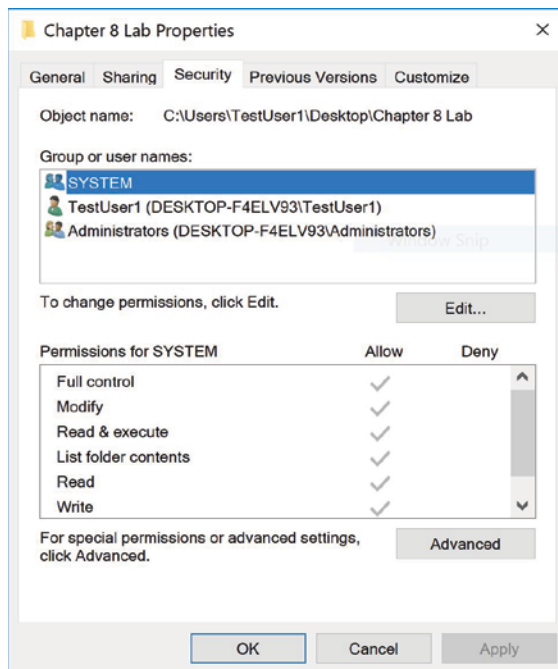 Chapter 8 Lab Properties
General Sharing Security Previous Versions Customize
Object name: C:\Users\TestUser1\Desktop\Chapter 8 Lab
Group or user names:
SYSTEM
TestUser1 (DESKTOP-F4ELV93\TestUser1)
Administrators (DESKTOP-F4ELV93\Administrators)
Window Snip
To change permissions, click Edit.
Edit...
Permissions for SYSTEM Allow Deny
Full control
Modify
Read & execute
List folder contents
Read
Write
For special permissions or advanced settings,
click Advanced.
Advanced
OK Cancel Apply